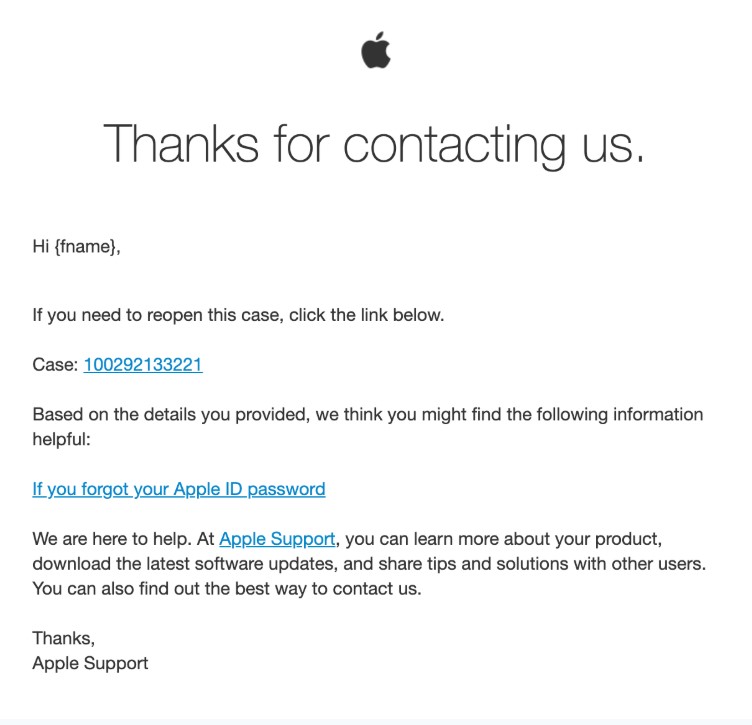 Thanks for contacting us.
Hi {fname},
If you need to reopen this case, click the link below.
Case: 100292133221
Based on the details you provided, we think you might find the following information
helpful:
If you forgot your Apple ID password
We are here to help. At Apple Support, you can learn more about your product,
download the latest software updates, and share tips and solutions with other users.
You can also find out the best way to contact us.
Thanks,
Apple Support